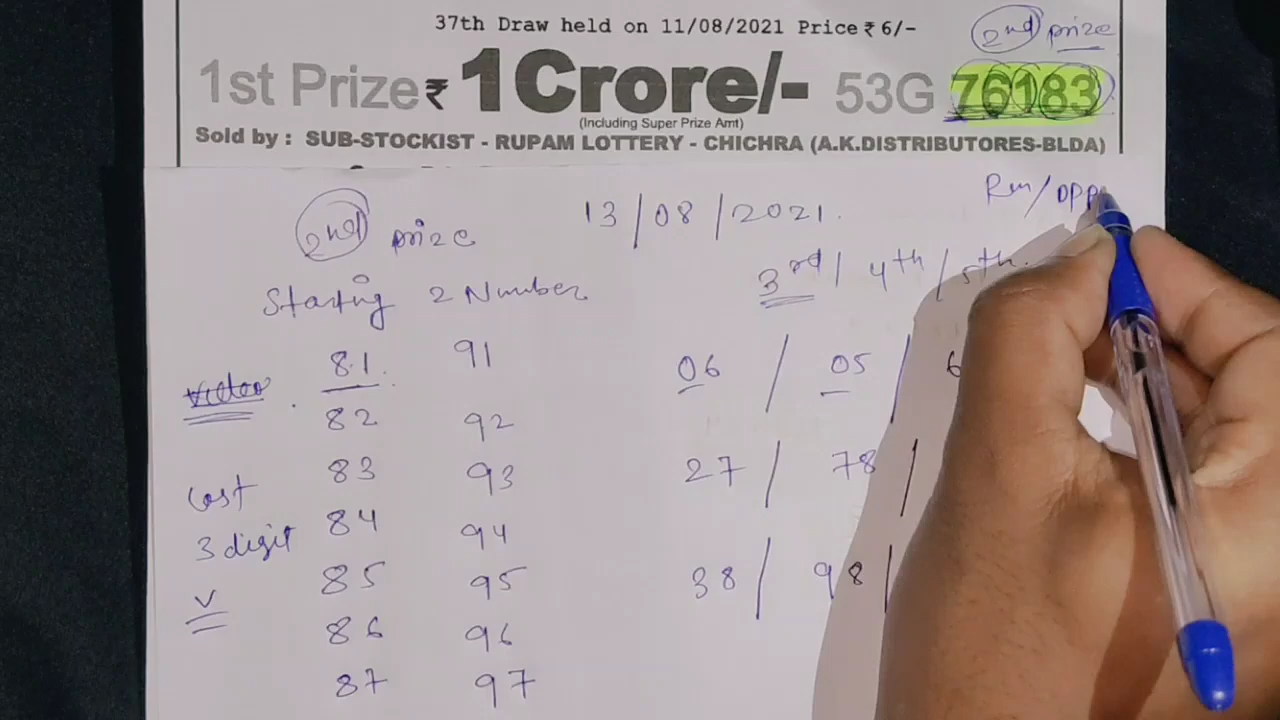 37th Draw held on 11/08/2021 Price ₹ 6/-
2nd prize
1st Prize ₹ 1Crore/- 53G 76183
(Including Super Prize Amt)
Sold by : SUB-STOCKIST - RUPAM LOTTERY - CHICHRA (A.K.DISTRIBUTORES-BLDA)
2nd prize
13/08/2021.
Starting 2 Number
3rd/ 4th/ 5th.
81 91
06 / 05 / 6
82 92
83 93
27 / 78 /
Last
3 digit
84 94
85 95
38 / 98 /
86 96
87 97